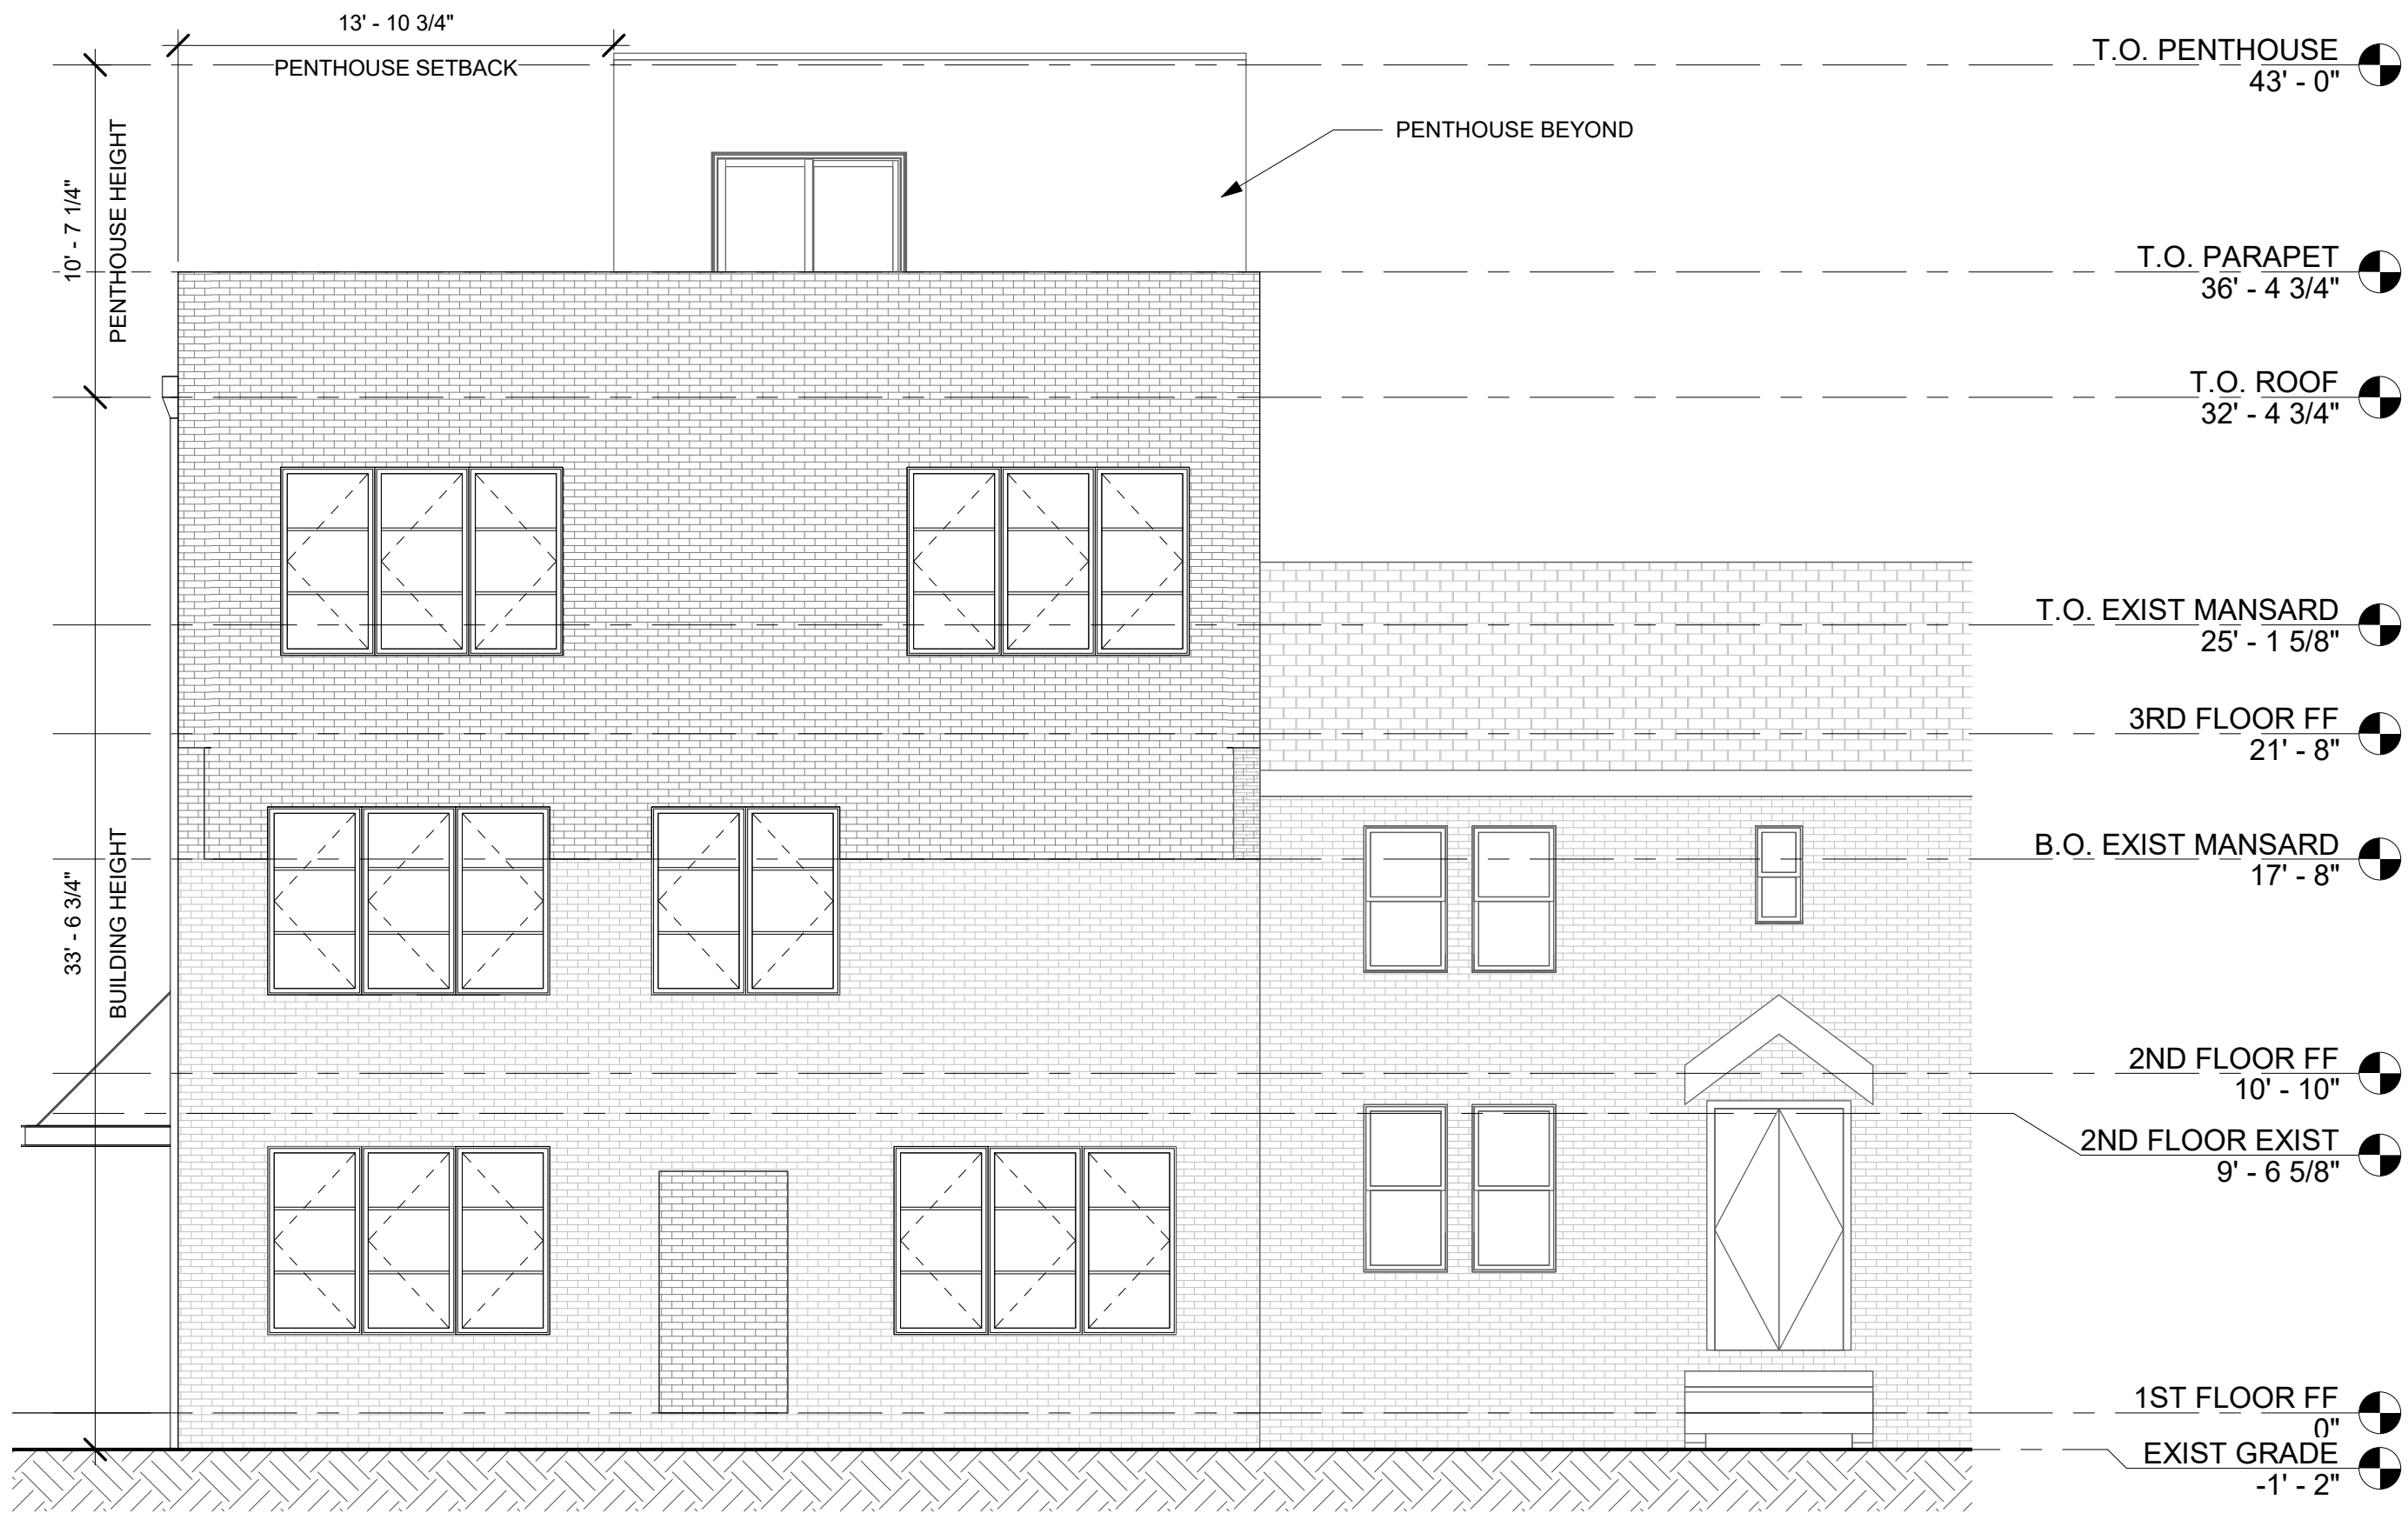 13' - 10 3/4"
PENTHOUSE SETBACK
10' - 7 1/4"
PENTHOUSE HEIGHT
33' - 6 3/4"
BUILDING HEIGHT
PENTHOUSE BEYOND
T.O. PENTHOUSE
43' - 0"
T.O. PARAPET
36' - 4 3/4"
T.O. ROOF
32' - 4 3/4"
T.O. EXIST MANSARD
25' - 1 5/8"
3RD FLOOR FF
21' - 8"
B.O. EXIST MANSARD
17' - 8"
2ND FLOOR FF
10' - 10"
2ND FLOOR EXIST
9' - 6 5/8"
1ST FLOOR FF
0"
EXIST GRADE
-1' - 2"